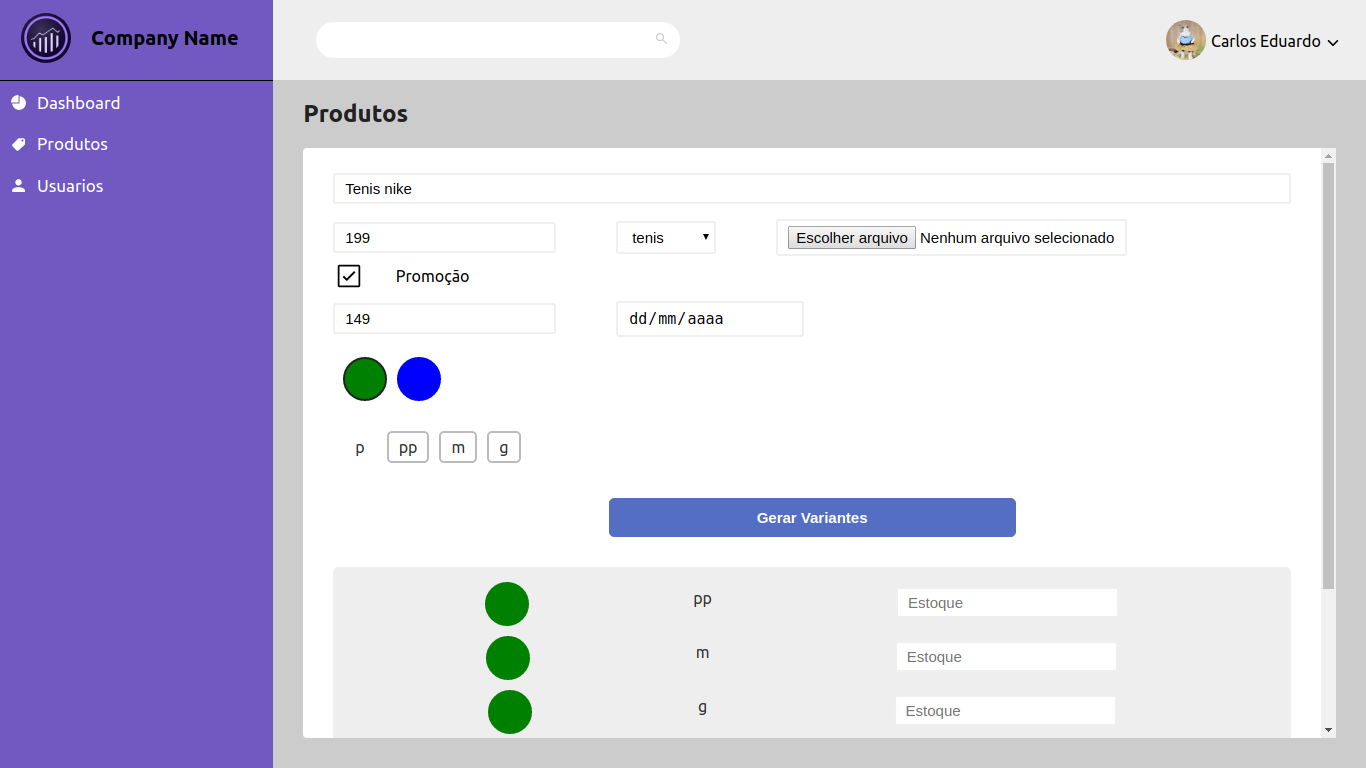 Company Name
Carlos Eduardo
Dashboard
Produtos
Usuarios
Produtos
Tenis nike
199
tenis
Escolher arquivo Nenhum arquivo selecionado
Promoção
149
dd/mm/aaaa
p pp m g
Gerar Variantes
pp Estoque
m Estoque
g Estoque